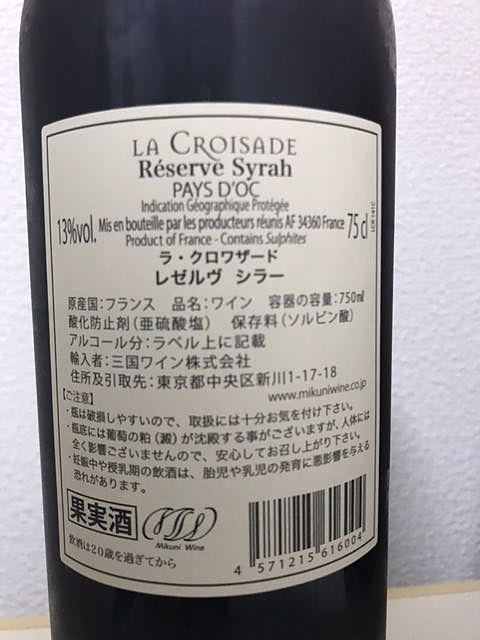 LA CROISADE
Réserve Syrah
PAYS D'OC
Indication Géographique Protégée
13%vol. Mis en bouteille par les producteurs réunis AF 34360 France 75cl
Product of France - Contains Sulphites
ラ・クロワザード
レゼルヴ シラー
原産国:フランス 品名:ワイン 容器の容量:750㎖
酸化防止剤(亜硫酸塩) 保存料(ソルビン酸)
アルコール分:ラベル上に記載
輸入者:三国ワイン株式会社
住所及引取先:東京都中央区新川1-17-18
www.mikuniwine.co.jp
【ご注意】
・瓶は破損しやすいので、取扱には十分お気を付け下さい。
・瓶底には葡萄の粕(澱)が沈殿する事がございますが、人体には
全く影響ございませんので、安心してお召し上がり下さい。
・妊娠中や授乳期の飲酒は、胎児や乳児の発育に悪影響を与える
恐れがあります。
果実酒
Mikuni Wine
飲酒は20歳を過ぎてから
4 571215 616004